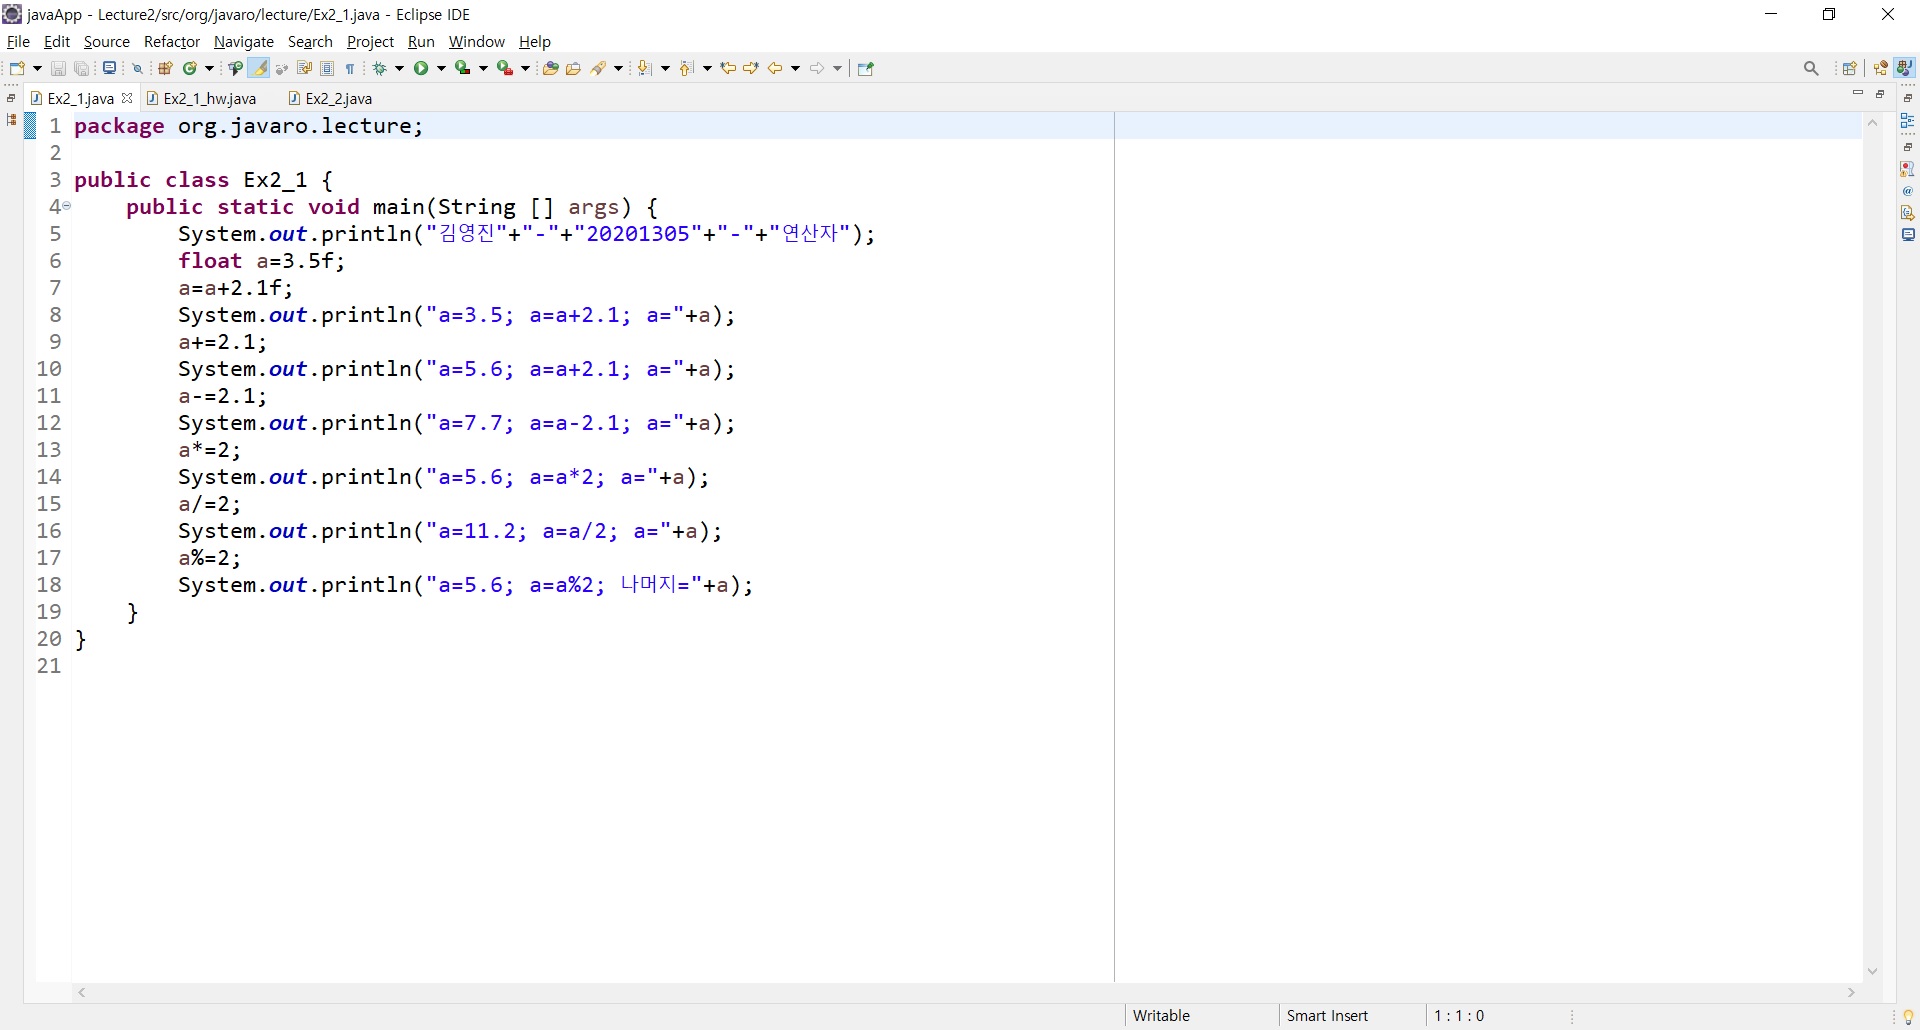 javaApp - Lecture2/src/org/javaro/lecture/Ex2_1.java - Eclipse IDE
File Edit Source Refactor Navigate Search Project Run Window Help
Ex2_1.java Ex2_1_hw.java Ex2_2.java
1 package org.javaro.lecture;
2
3 public class Ex2_1 {
4     public static void main(String [] args) {
5         System.out.println("김영진"+"-"+"20201305"+"-"+"연산자");
6         float a=3.5f;
7         a=a+2.1f;
8         System.out.println("a=3.5; a=a+2.1; a="+a);
9         a+=2.1;
10         System.out.println("a=5.6; a=a+2.1; a="+a);
11         a-=2.1;
12         System.out.println("a=7.7; a=a-2.1; a="+a);
13         a*=2;
14         System.out.println("a=5.6; a=a*2; a="+a);
15         a/=2;
16         System.out.println("a=11.2; a=a/2; a="+a);
17         a%=2;
18         System.out.println("a=5.6; a=a%2; 나머지="+a);
19     }
20 }
21
Writable Smart Insert 1 : 1 : 0